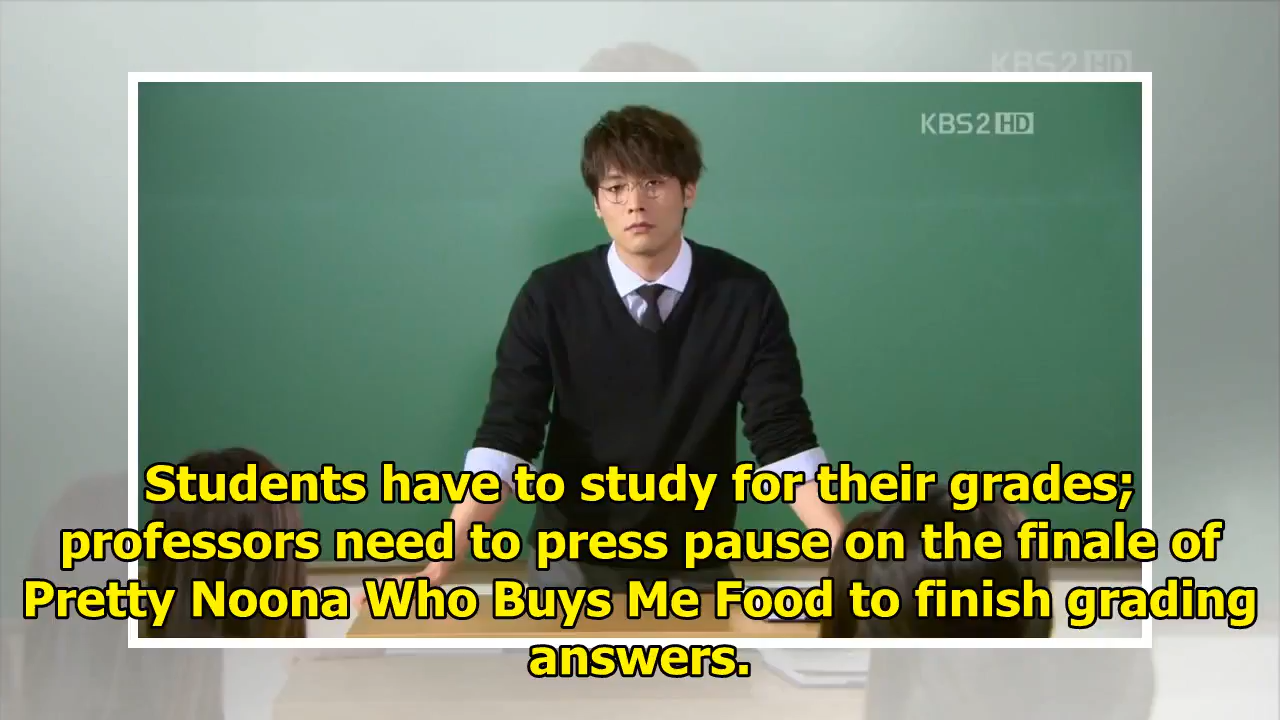 KBS2 HD
KBS2 HD
Students have to study for their grades;
professors need to press pause on the finale of
Pretty Noona Who Buys Me Food to finish grading
answers.